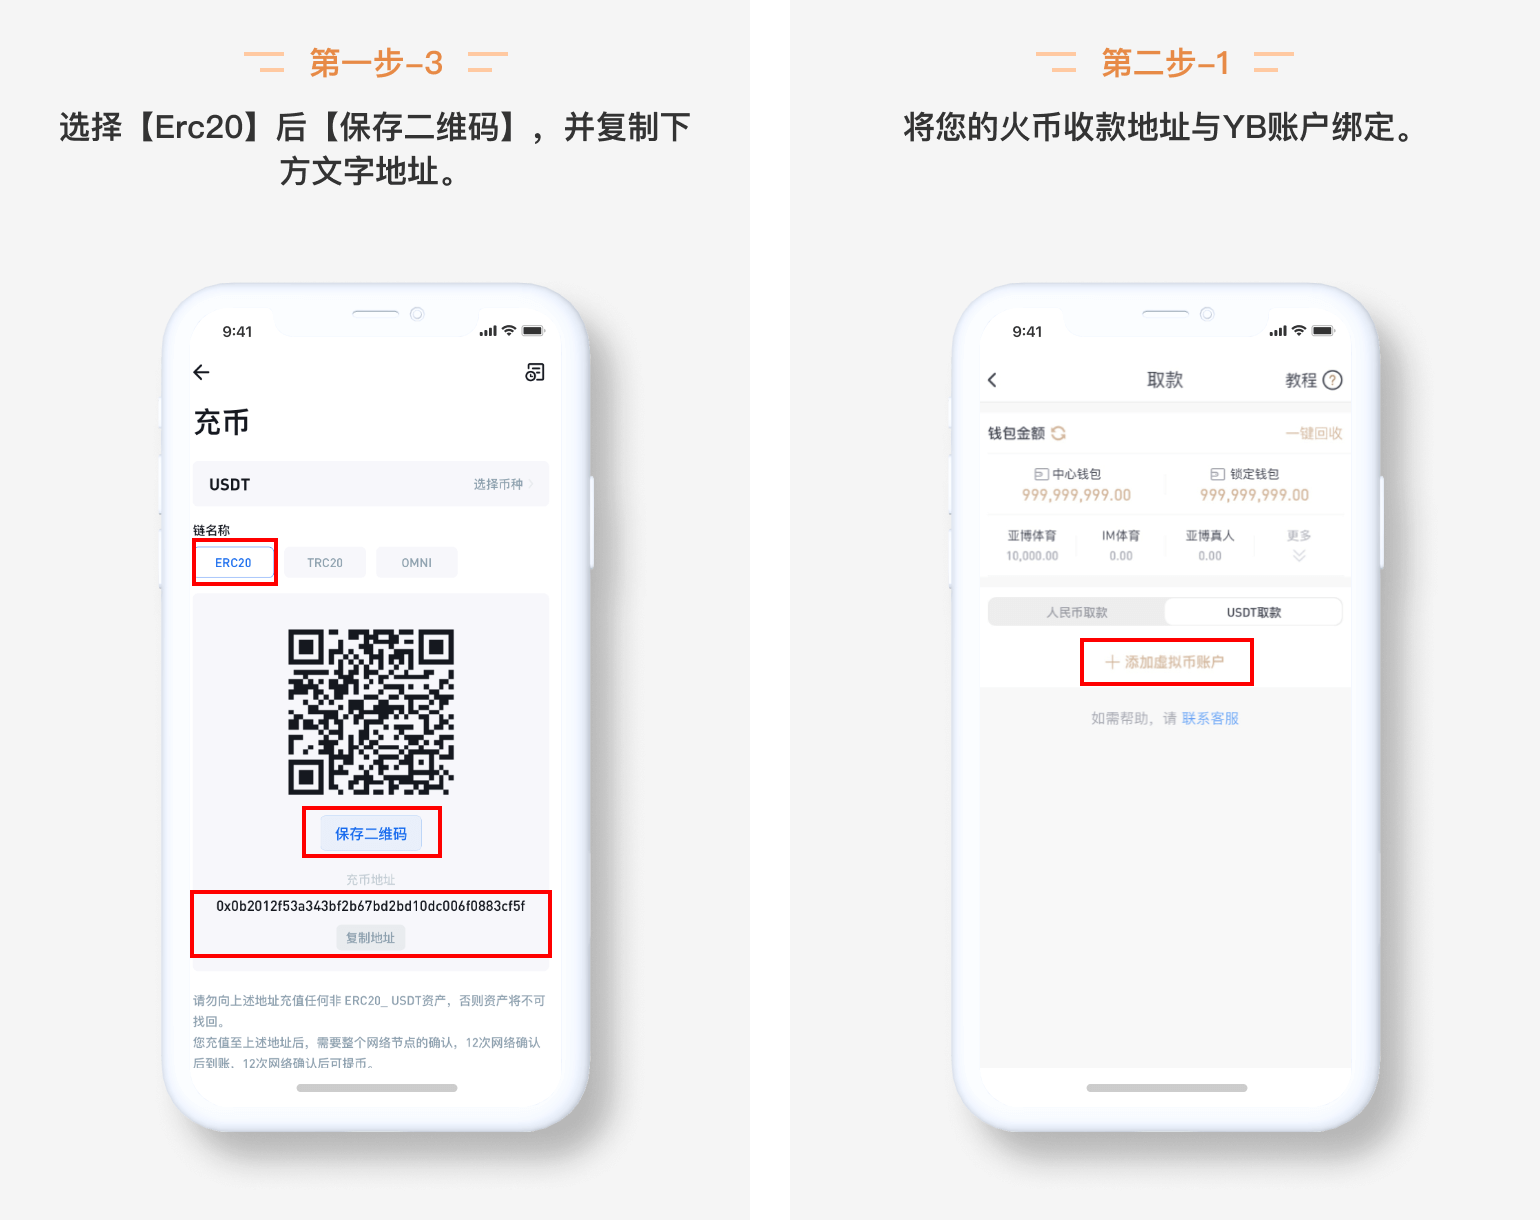 第一步-3
选择【Erc20】后【保存二维码】，并复制下
方文字地址。
9:41
充币
USDT
选择币种
链名称
ERC20
TRC20
OMNI
保存二维码
充币地址
0x0b2012f53a343bf2b67bd2bd10dc006f0883cf5f
复制地址
请勿向上述地址充值任何非 ERC20_ USDT资产，否则资产将不可
找回。
您充值至上述地址后，需要整个网络节点的确认，12次网络确认
后到账，12次网络确认后可提币。
第二步-1
将您的火币收款地址与YB账户绑定。
9:41
取款
教程 ?
钱包金额
一键回收
中心钱包
999,999,999.00
锁定钱包
999,999,999.00
亚博体育
10,000.00
IM体育
0.00
亚博真人
0.00
更多
人民币取款
USDT取款
+ 添加虚拟币账户
如需帮助，请 联系客服